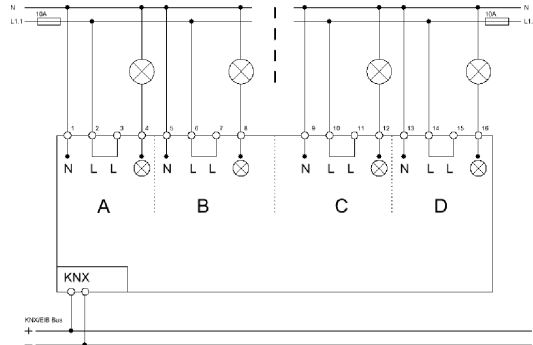 N N
10A 10A
L1.1 L1.
1 2 3 4 5 6 7 8 9 10 11 12 13 14 15 16
N L L N L L N L L N L L
A B C D
KNX
KNX/EIB Bus
+
–